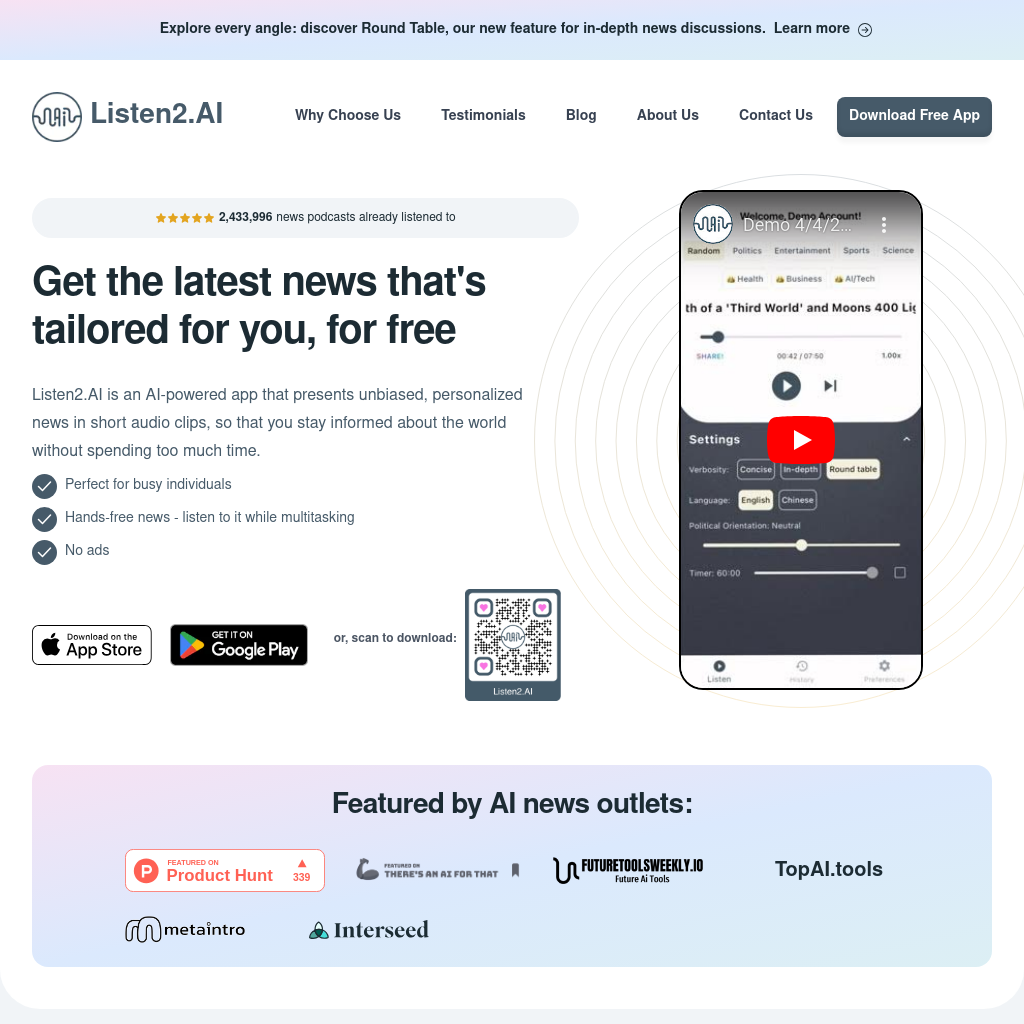 Explore every angle: discover Round Table, our new feature for in-depth news discussions. Learn more
Listen2.AI
Why Choose Us
Testimonials
Blog
About Us
Contact Us
Download Free App
2,433,996 news podcasts already listened to
Get the latest news that's
tailored for you, for free
Listen2.AI is an AI-powered app that presents unbiased, personalized
news in short audio clips, so that you stay informed about the world
without spending too much time.
Perfect for busy individuals
Hands-free news - listen to it while multitasking
No ads
Download on the
App Store
GET IT ON
Google Play
or, scan to download:
Listen2.AI
Welcome, Demo Account!
Demo 4/4/2...
Random Politics Entertainment Sports Science
Health Business AI/Tech
th of a 'Third World' and Moons 400 Lig
SHARE! 00:42 / 07:50 1.00x
Settings
Verbosity: Concise In-depth Round table
Language: English Chinese
Political Orientation: Neutral
Timer: 60:00
Listen History Preferences
Featured by AI news outlets:
FEATURED ON
Product Hunt
339
FEATURED ON
THERE'S AN AI FOR THAT
FUTURETOOLSWEEKLY.IO
Future Ai Tools
TopAI.tools
metaintro
Interseed